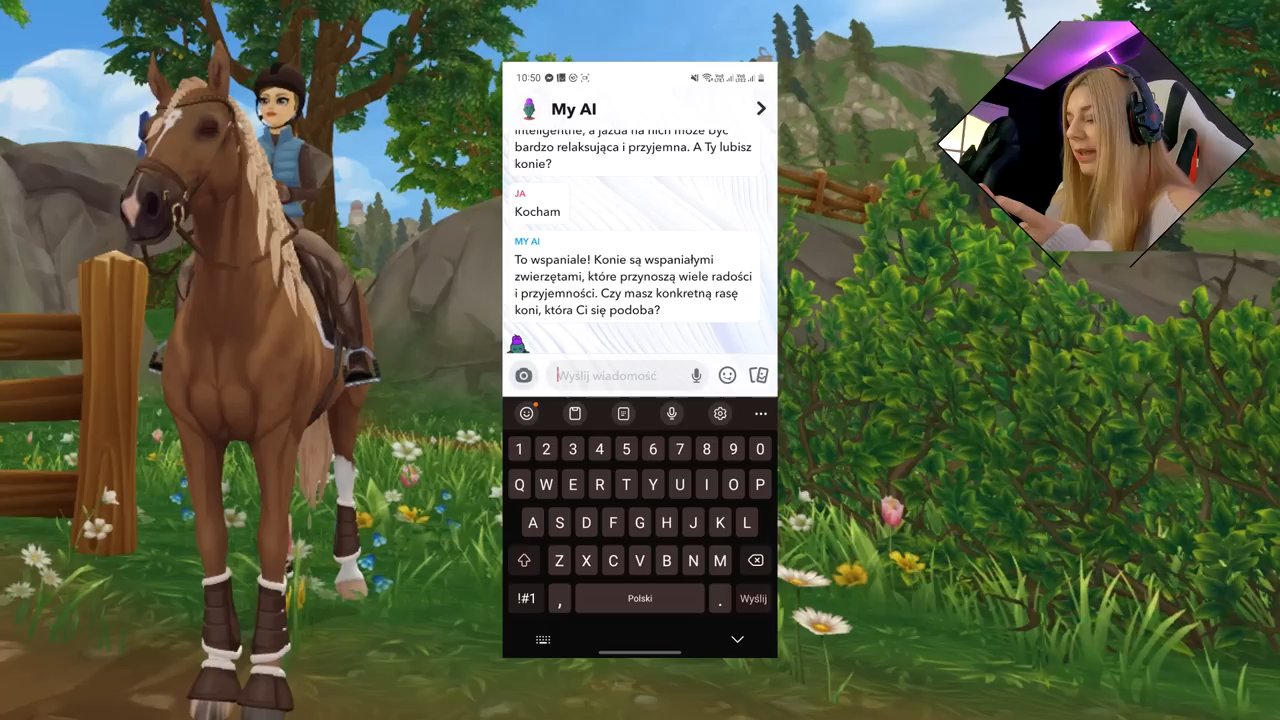 10:50
My AI
inteligentne, a jazda na nich może być
bardzo relaksująca i przyjemna. A Ty lubisz
konie?
JA
Kocham
MY AI
To wspaniale! Konie są wspaniałymi
zwierzętami, które przynoszą wiele radości
i przyjemności. Czy masz konkretną rasę
koni, która Ci się podoba?
Wyślij wiadomość
1 2 3 4 5 6 7 8 9 0
Q W E R T Y U I O P
A S D F G H J K L
Z X C V B N M
!#1 , Polski . Wyślij